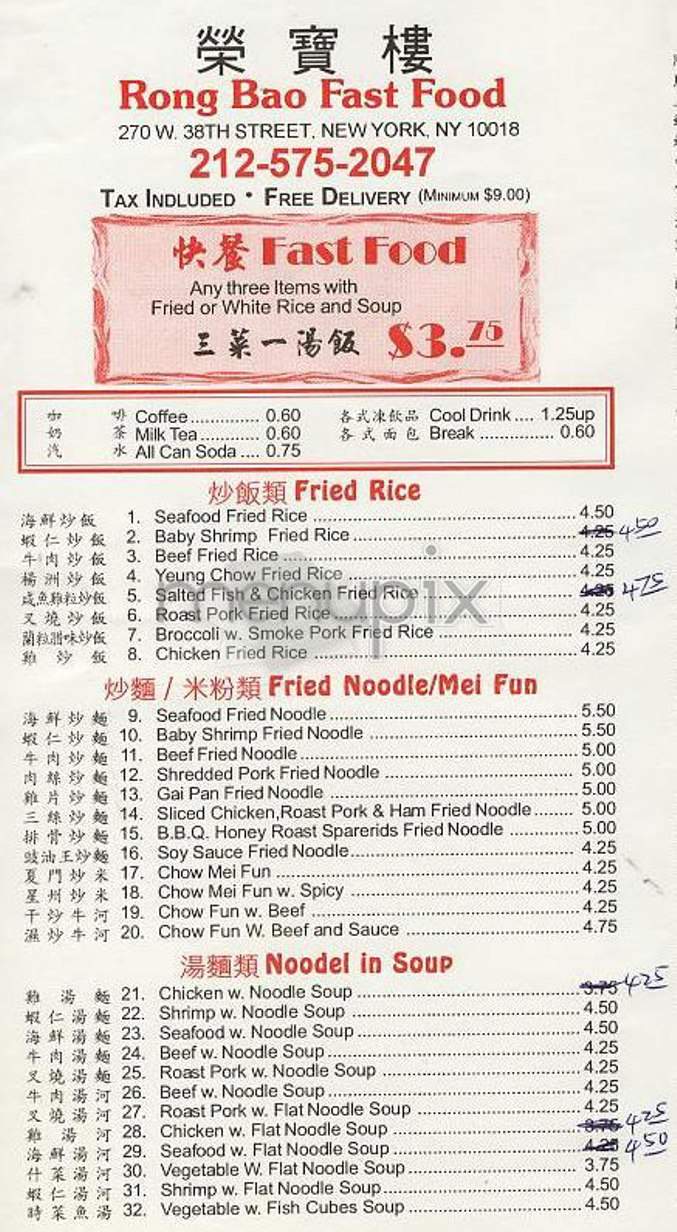 榮寶樓
Rong Bao Fast Food
270 W. 38TH STREET, NEW YORK, NY 10018
212-575-2047
TAX INDLUDED • FREE DELIVERY (MINIMUM $9.00)
快餐 Fast Food
Any three Items with
Fried or White Rice and Soup
三菜一湯飯 $3.75
咖啡 Coffee .............. 0.60 各式凍飲品 Cool Drink .... 1.25up
奶茶 Milk Tea ............ 0.60 各式面包 Break .............. 0.60
汽水 All Can Soda .... 0.75
炒飯類 Fried Rice
海鮮炒飯 1. Seafood Fried Rice 4.50
蝦仁炒飯 2. Baby Shrimp Fried Rice 4.25 4.50
牛肉炒飯 3. Beef Fried Rice 4.25
楊洲炒飯 4. Yeung Chow Fried Rice 4.25
咸魚雞粒炒飯 5. Salted Fish & Chicken Fried Rice 4.25 4.75
叉燒炒飯 6. Roast Pork Fried Rice 4.25
蘭粒腊味炒飯 7. Broccoli w. Smoke Pork Fried Rice 4.25
雞炒飯 8. Chicken Fried Rice 4.25
炒麵 / 米粉類 Fried Noodle/Mei Fun
海鮮炒麵 9. Seafood Fried Noodle 5.50
蝦仁炒麵 10. Baby Shrimp Fried Noodle 5.50
牛肉炒麵 11. Beef Fried Noodle 5.00
肉絲炒麵 12. Shredded Pork Fried Noodle 5.00
雞片炒麵 13. Gai Pan Fried Noodle 5.00
三絲炒麵 14. Sliced Chicken,Roast Pork & Ham Fried Noodle 5.00
排骨炒麵 15. B.B.Q. Honey Roast Sparerids Fried Noodle 5.00
豉油王炒麵 16. Soy Sauce Fried Noodle 4.25
夏門炒米 17. Chow Mei Fun 4.25
星州炒米 18. Chow Mei Fun w. Spicy 4.25
干炒牛河 19. Chow Fun w. Beef 4.25
濕炒牛河 20. Chow Fun W. Beef and Sauce 4.75
湯麵類 Noodel in Soup
雞湯麵 21. Chicken w. Noodle Soup 3.75 4.25
蝦仁湯麵 22. Shrimp w. Noodle Soup 4.50
海鮮湯麵 23. Seafood w. Noodle Soup 4.50
牛肉湯麵 24. Beef w. Noodle Soup 4.25
叉燒湯麵 25. Roast Pork w. Noodle Soup 4.25
牛肉湯河 26. Beef w. Noodle Soup 4.25
叉燒湯河 27. Roast Pork w. Flat Noodle Soup 4.25
雞湯河 28. Chicken w. Flat Noodle Soup 3.75 4.25
海鮮湯河 29. Seafood w. Flat Noodle Soup 4.25 4.50
什菜湯河 30. Vegetable W. Flat Noodle Soup 3.75
蝦仁湯河 31. Shrimp w. Flat Noodle Soup 4.50
時菜魚湯 32. Vegetable w. Fish Cubes Soup 4.50